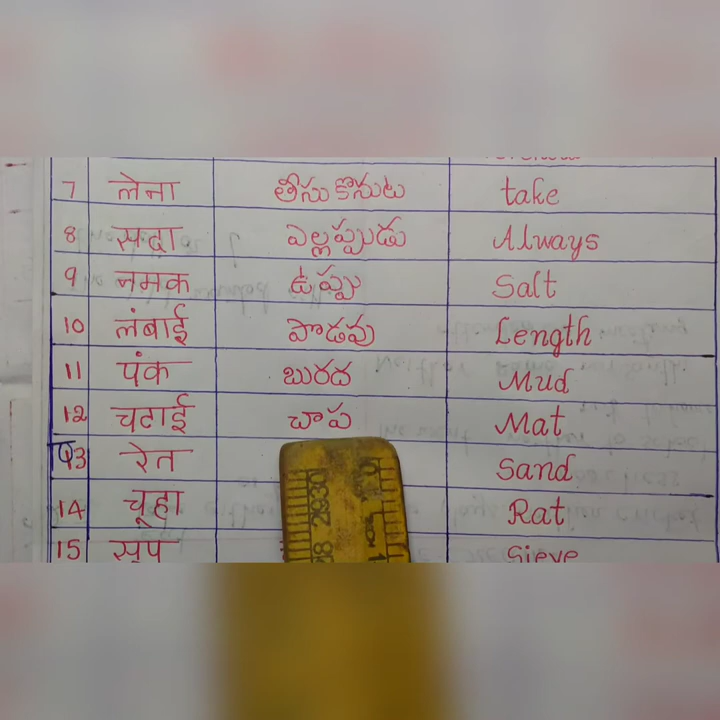 7 लेना తీసుకొనుట take
8 सदा ఎల్లప్పుడు Always
9 नमक ఉప్పు Salt
10 लंबाई పొడవు Length
11 पंक బురద Mud
12 चटाई చాప Mat
13 रेत Sand
14 चूहा Rat
15 सूप Sieve